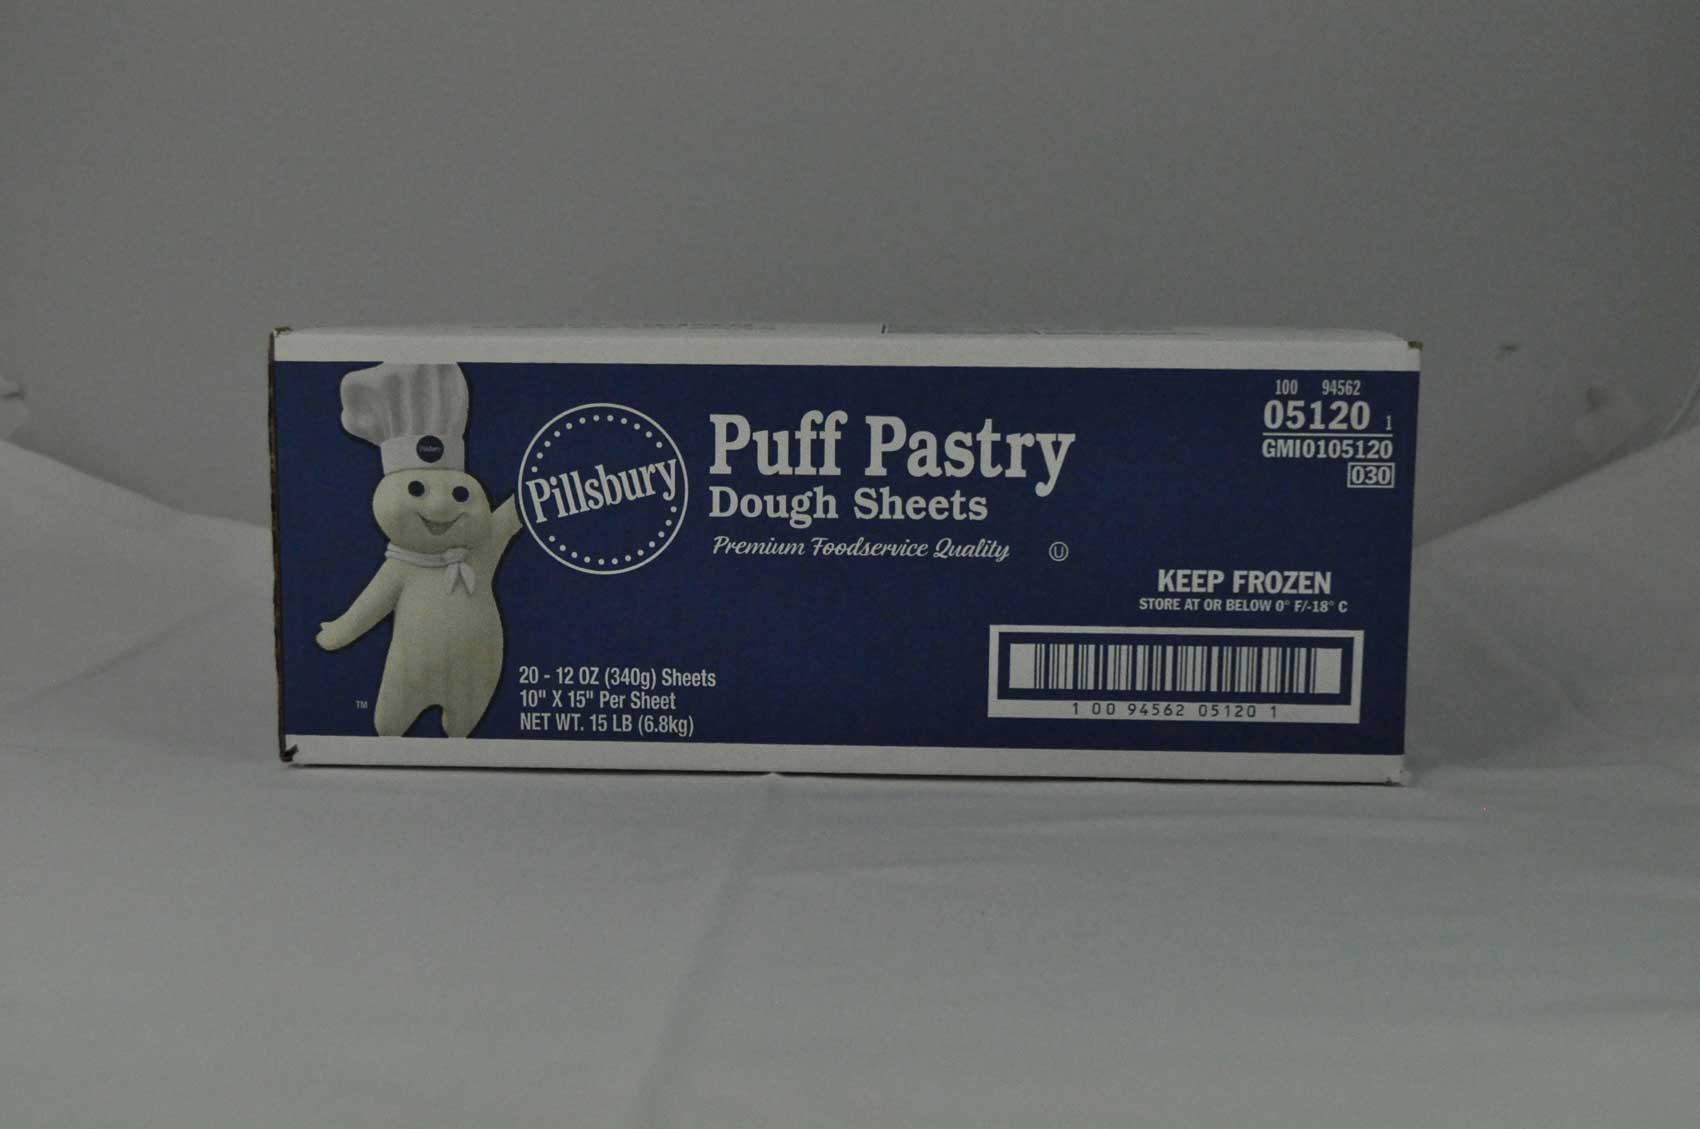 100 94562
05120 1
GMI0105120
030
Pillsbury
Pillsbury
Puff Pastry
Dough Sheets
Premium Foodservice Quality U
KEEP FROZEN
STORE AT OR BELOW 0° F/-18° C
20 - 12 OZ (340g) Sheets
10" X 15" Per Sheet
NET WT. 15 LB (6.8kg)
TM
1 00 94562 05120 1